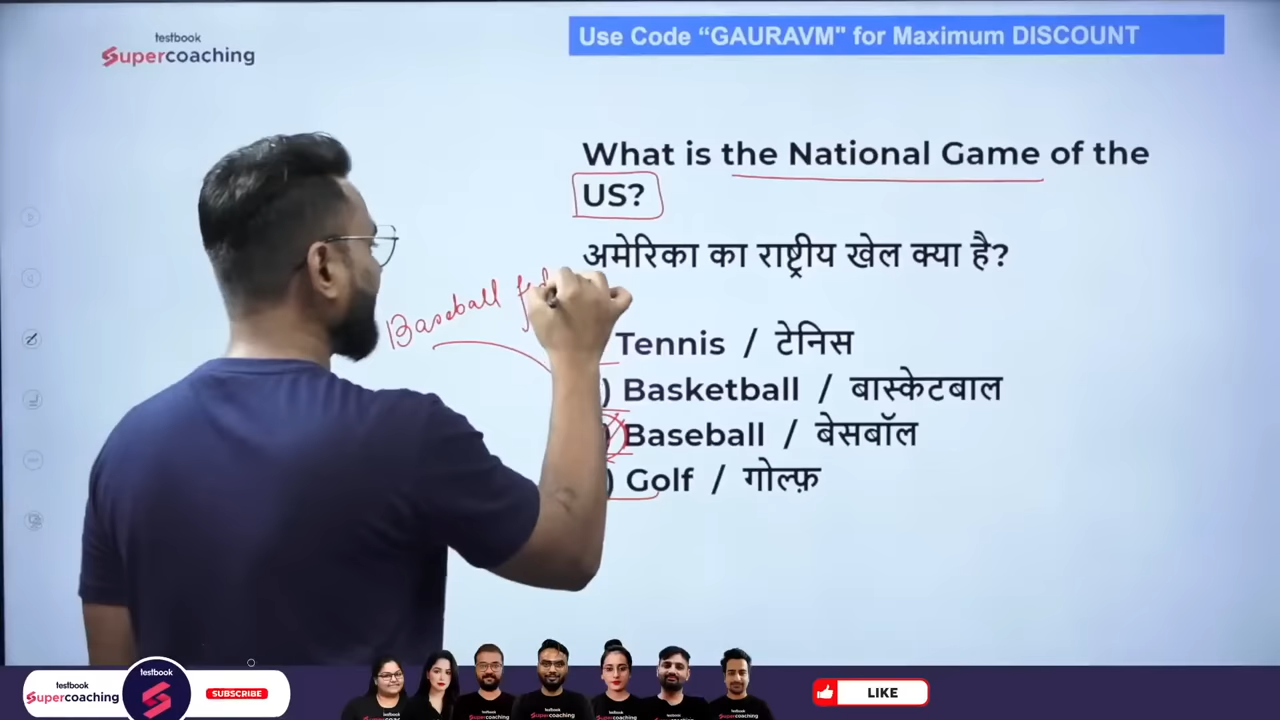 testbook
Supercoaching
Use Code “GAURAVM" for Maximum DISCOUNT
What is the National Game of the
US?
अमेरिका का राष्ट्रीय खेल क्या है?
Baseball
Tennis / टेनिस
) Basketball / बास्केटबाल
) Baseball / बेसबॉल
) Golf / गोल्फ़
testbook
Supercoaching
testbook
SUBSCRIBE
Supercoaching
LIKE